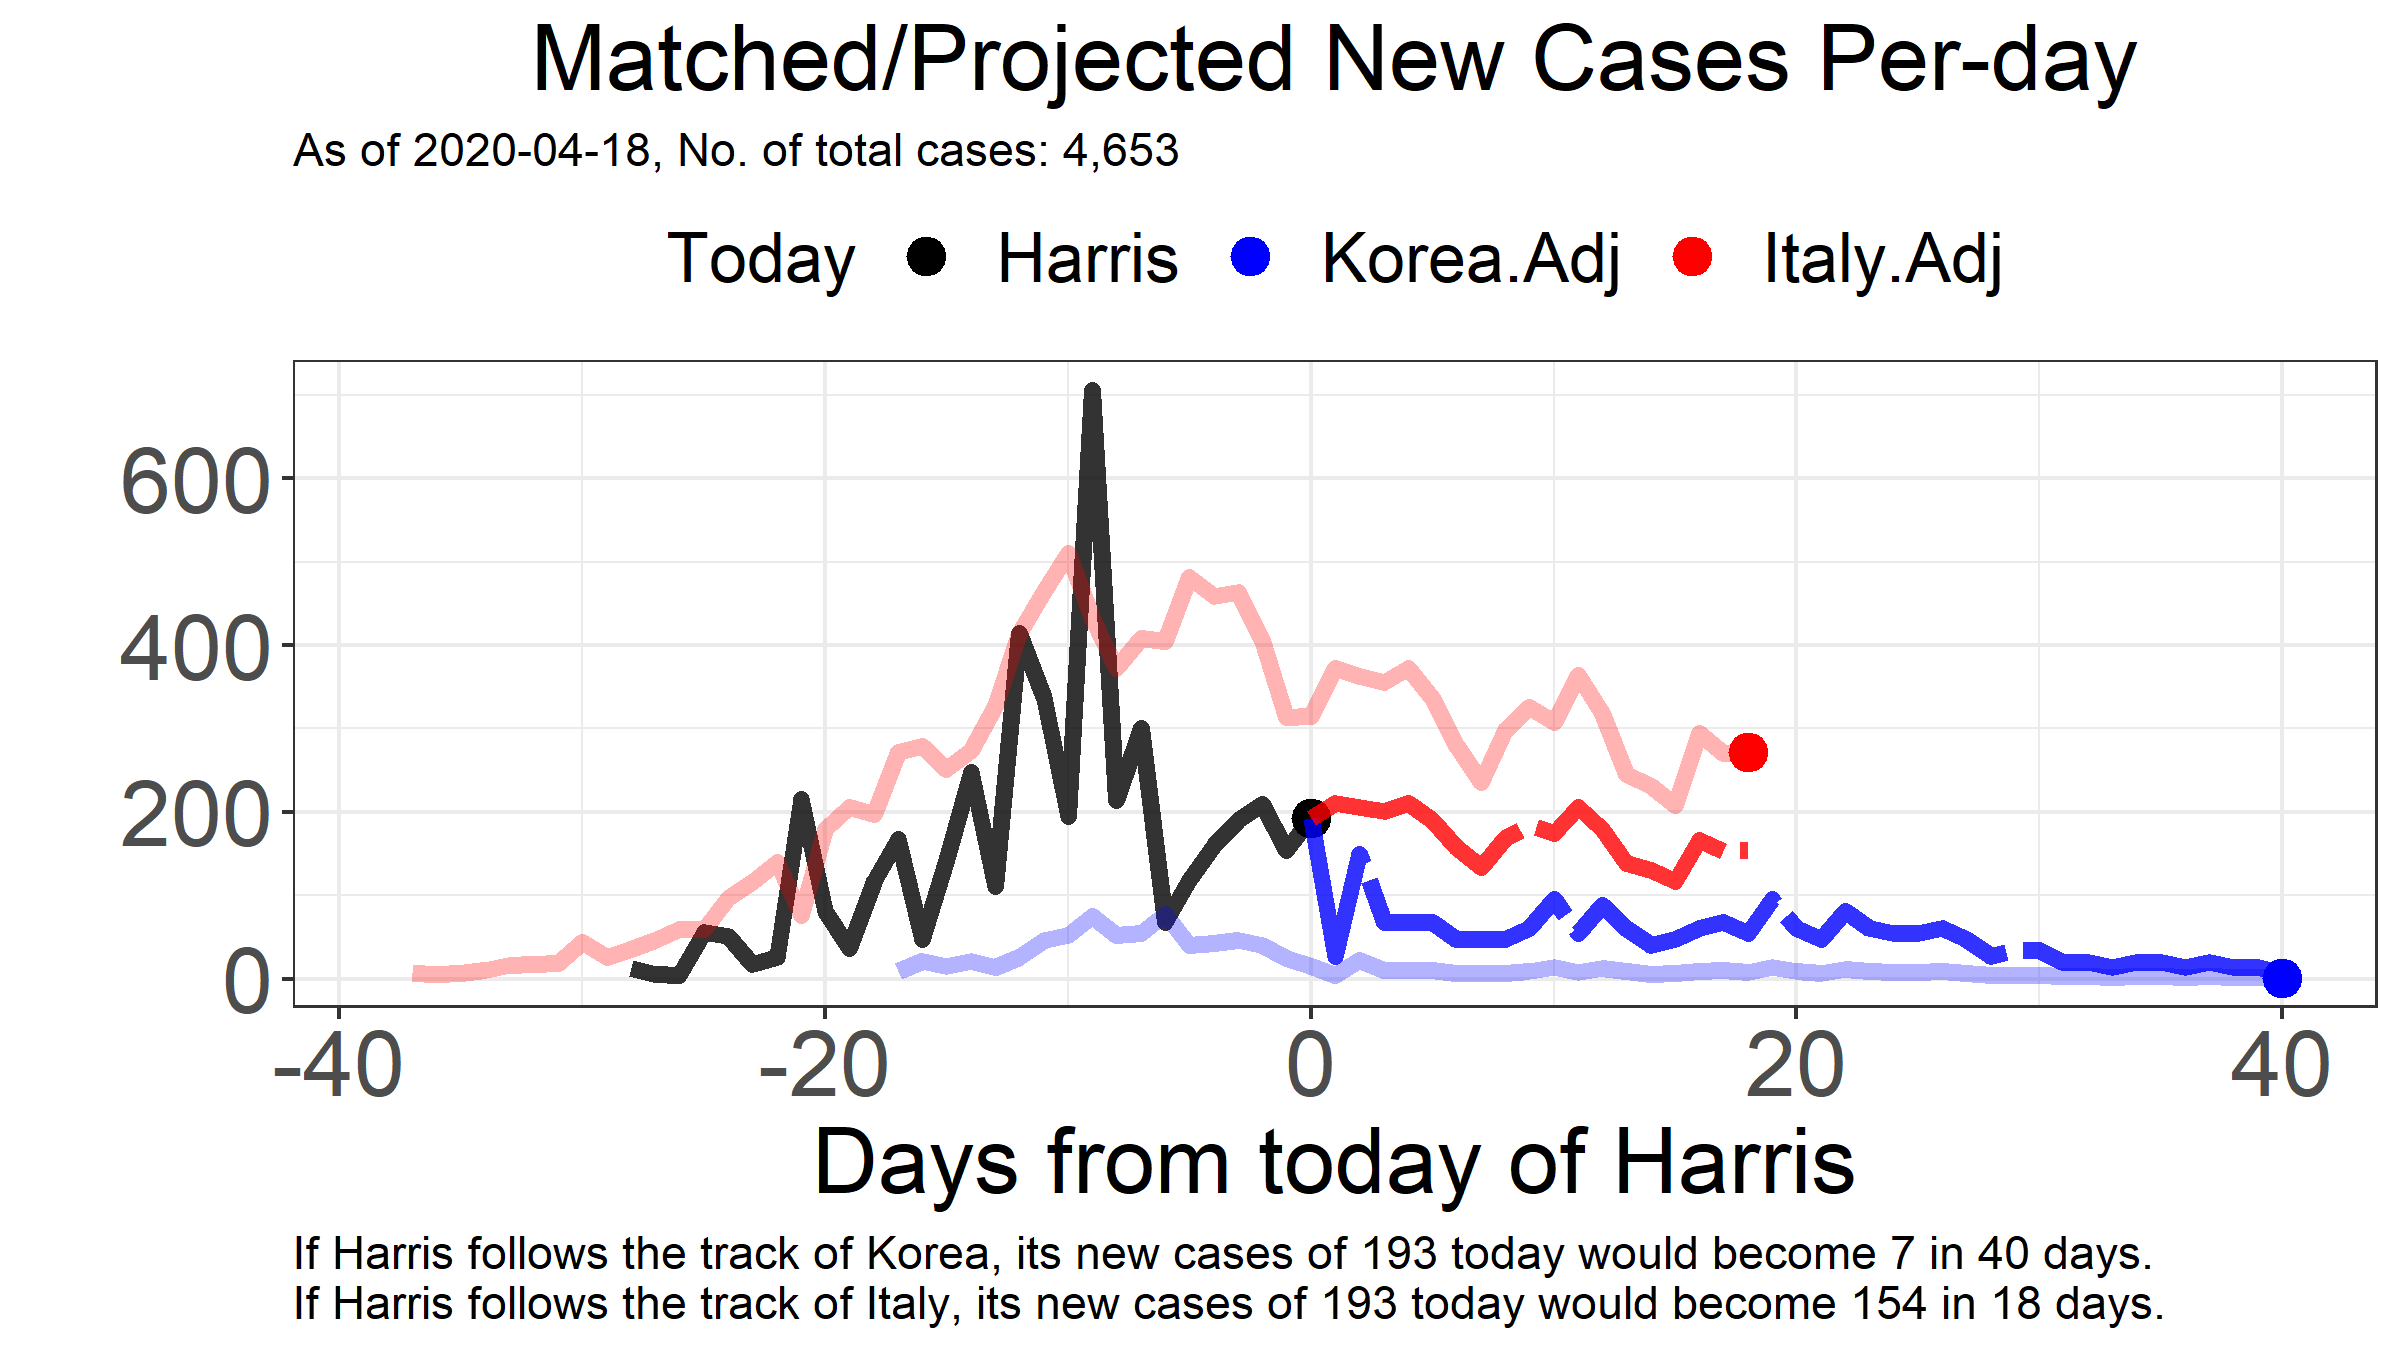 Matched/Projected New Cases Per-day
As of 2020-04-18, No. of total cases: 4,653
Today Harris Korea.Adj Italy.Adj
600
400
200
0
-40 -20 0 20 40
Days from today of Harris
If Harris follows the track of Korea, its new cases of 193 today would become 7 in 40 days.
If Harris follows the track of Italy, its new cases of 193 today would become 154 in 18 days.